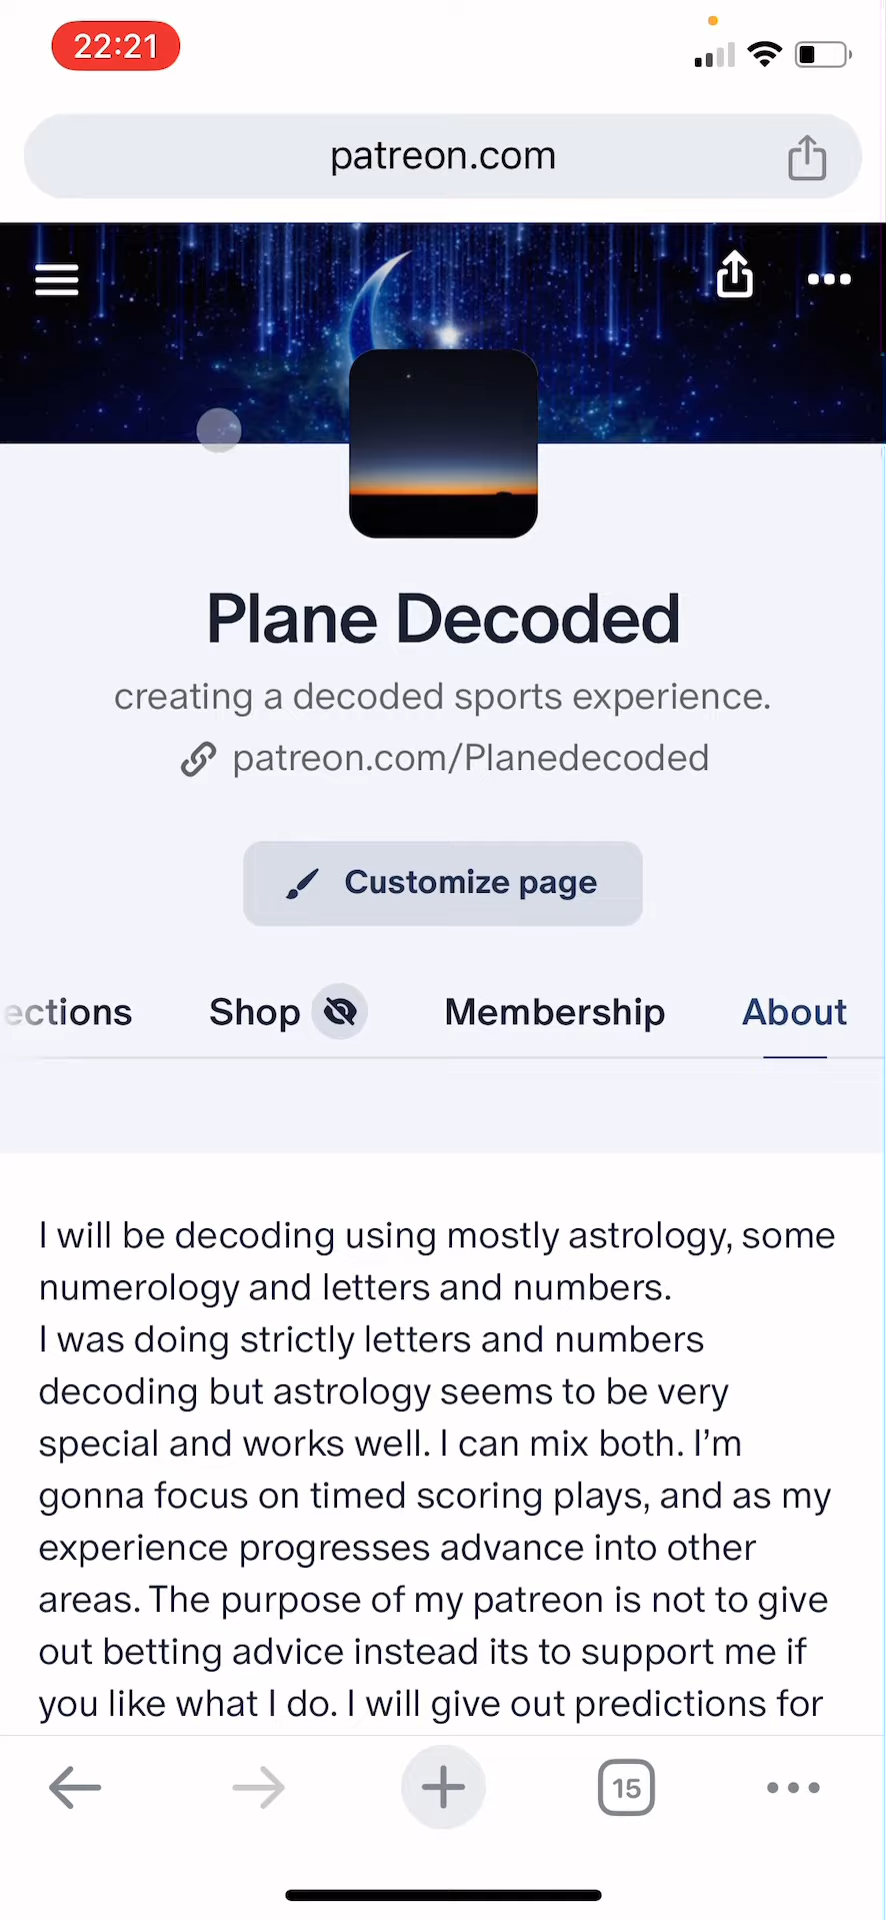 22:21
patreon.com
Plane Decoded
creating a decoded sports experience.
patreon.com/Planedecoded
Customize page
ections Shop Membership About
I will be decoding using mostly astrology, some
numerology and letters and numbers.
I was doing strictly letters and numbers
decoding but astrology seems to be very
special and works well. I can mix both. I’m
gonna focus on timed scoring plays, and as my
experience progresses advance into other
areas. The purpose of my patreon is not to give
out betting advice instead its to support me if
you like what I do. I will give out predictions for
15